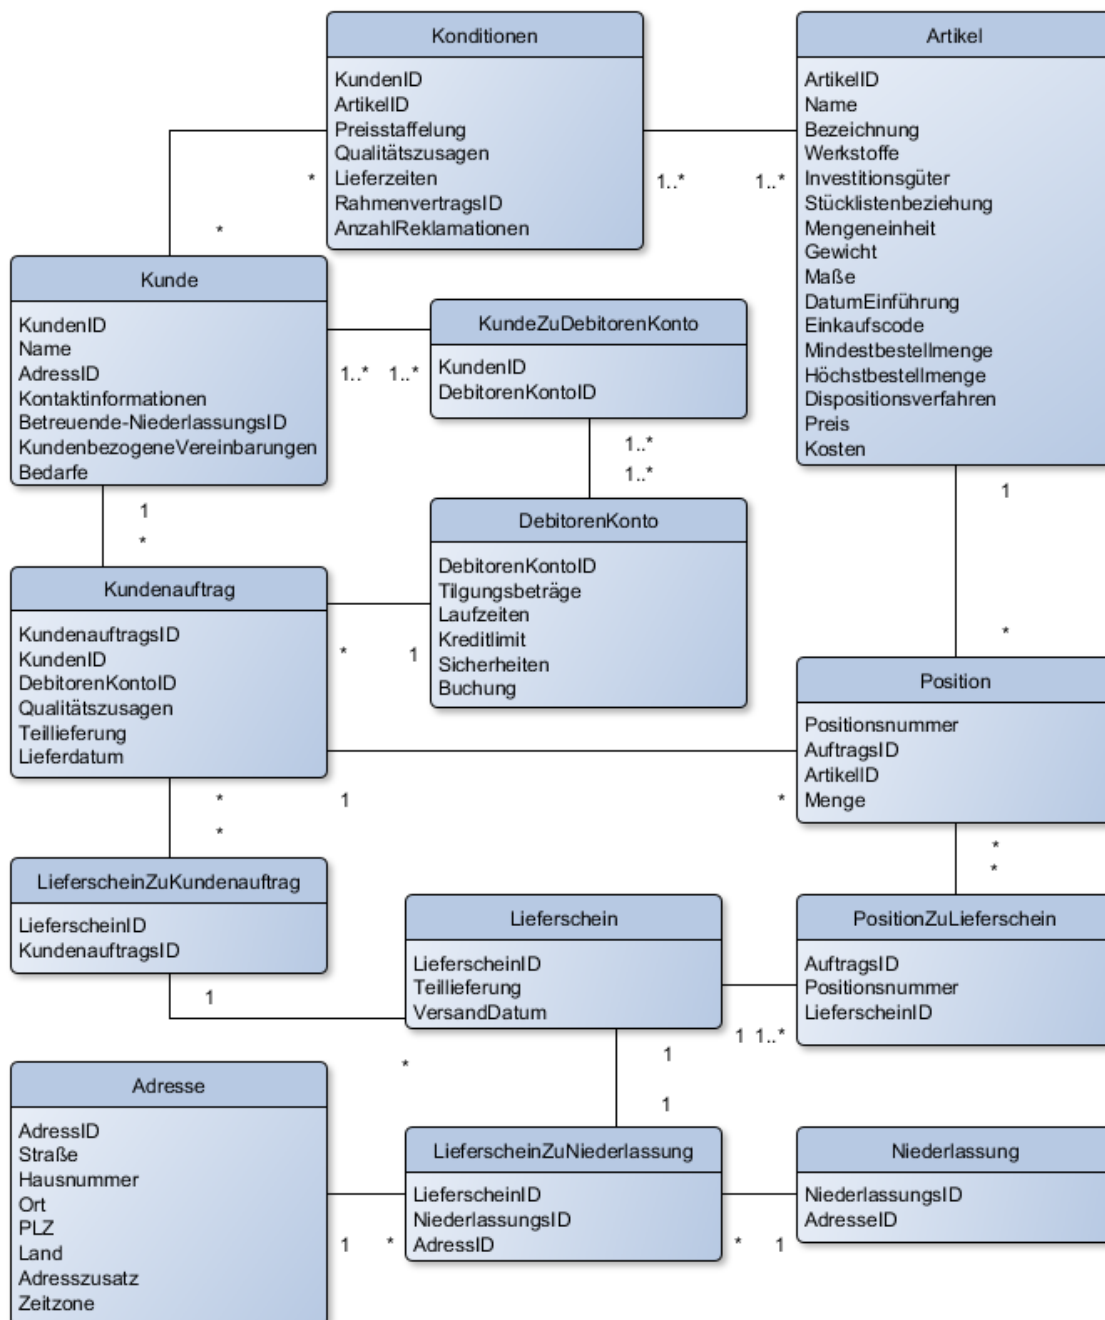 Konditionen
KundenID
ArtikelID
Preisstaffelung
Qualitätszusagen
Lieferzeiten
RahmenvertragsID
AnzahlReklamationen
Artikel
ArtikelID
Name
Bezeichnung
Werkstoffe
Investitionsgüter
Stücklistenbeziehung
Mengeneinheit
Gewicht
Maße
DatumEinführung
Einkaufscode
Mindestbestellmenge
Höchstbestellmenge
Dispositionsverfahren
Preis
Kosten
*
*
1..* 1..*
Kunde
KundenID
Name
AdressID
Kontaktinformationen
Betreuende-NiederlassungsID
KundenbezogeneVereinbarungen
Bedarfe
1..* 1..*
KundeZuDebitorenKonto
KundenID
DebitorenKontoID
1..*
1..*
1
*
1
*
Kundenauftrag
KundenauftragsID
KundenID
DebitorenKontoID
Qualitätszusagen
Teillieferung
Lieferdatum
* 1
DebitorenKonto
DebitorenKontoID
Tilgungsbeträge
Laufzeiten
Kreditlimit
Sicherheiten
Buchung
Position
Positionsnummer
AuftragsID
ArtikelID
Menge
*
*
1 *
*
*
LieferscheinZuKundenauftrag
LieferscheinID
KundenauftragsID
1
*
Lieferschein
LieferscheinID
Teillieferung
VersandDatum
1 1..*
1
1
PositionZuLieferschein
AuftragsID
Positionsnummer
LieferscheinID
Adresse
AdressID
Straße
Hausnummer
Ort
PLZ
Land
Adresszusatz
Zeitzone
1 *
LieferscheinZuNiederlassung
LieferscheinID
NiederlassungsID
AdressID
* 1
Niederlassung
NiederlassungsID
AdresseID